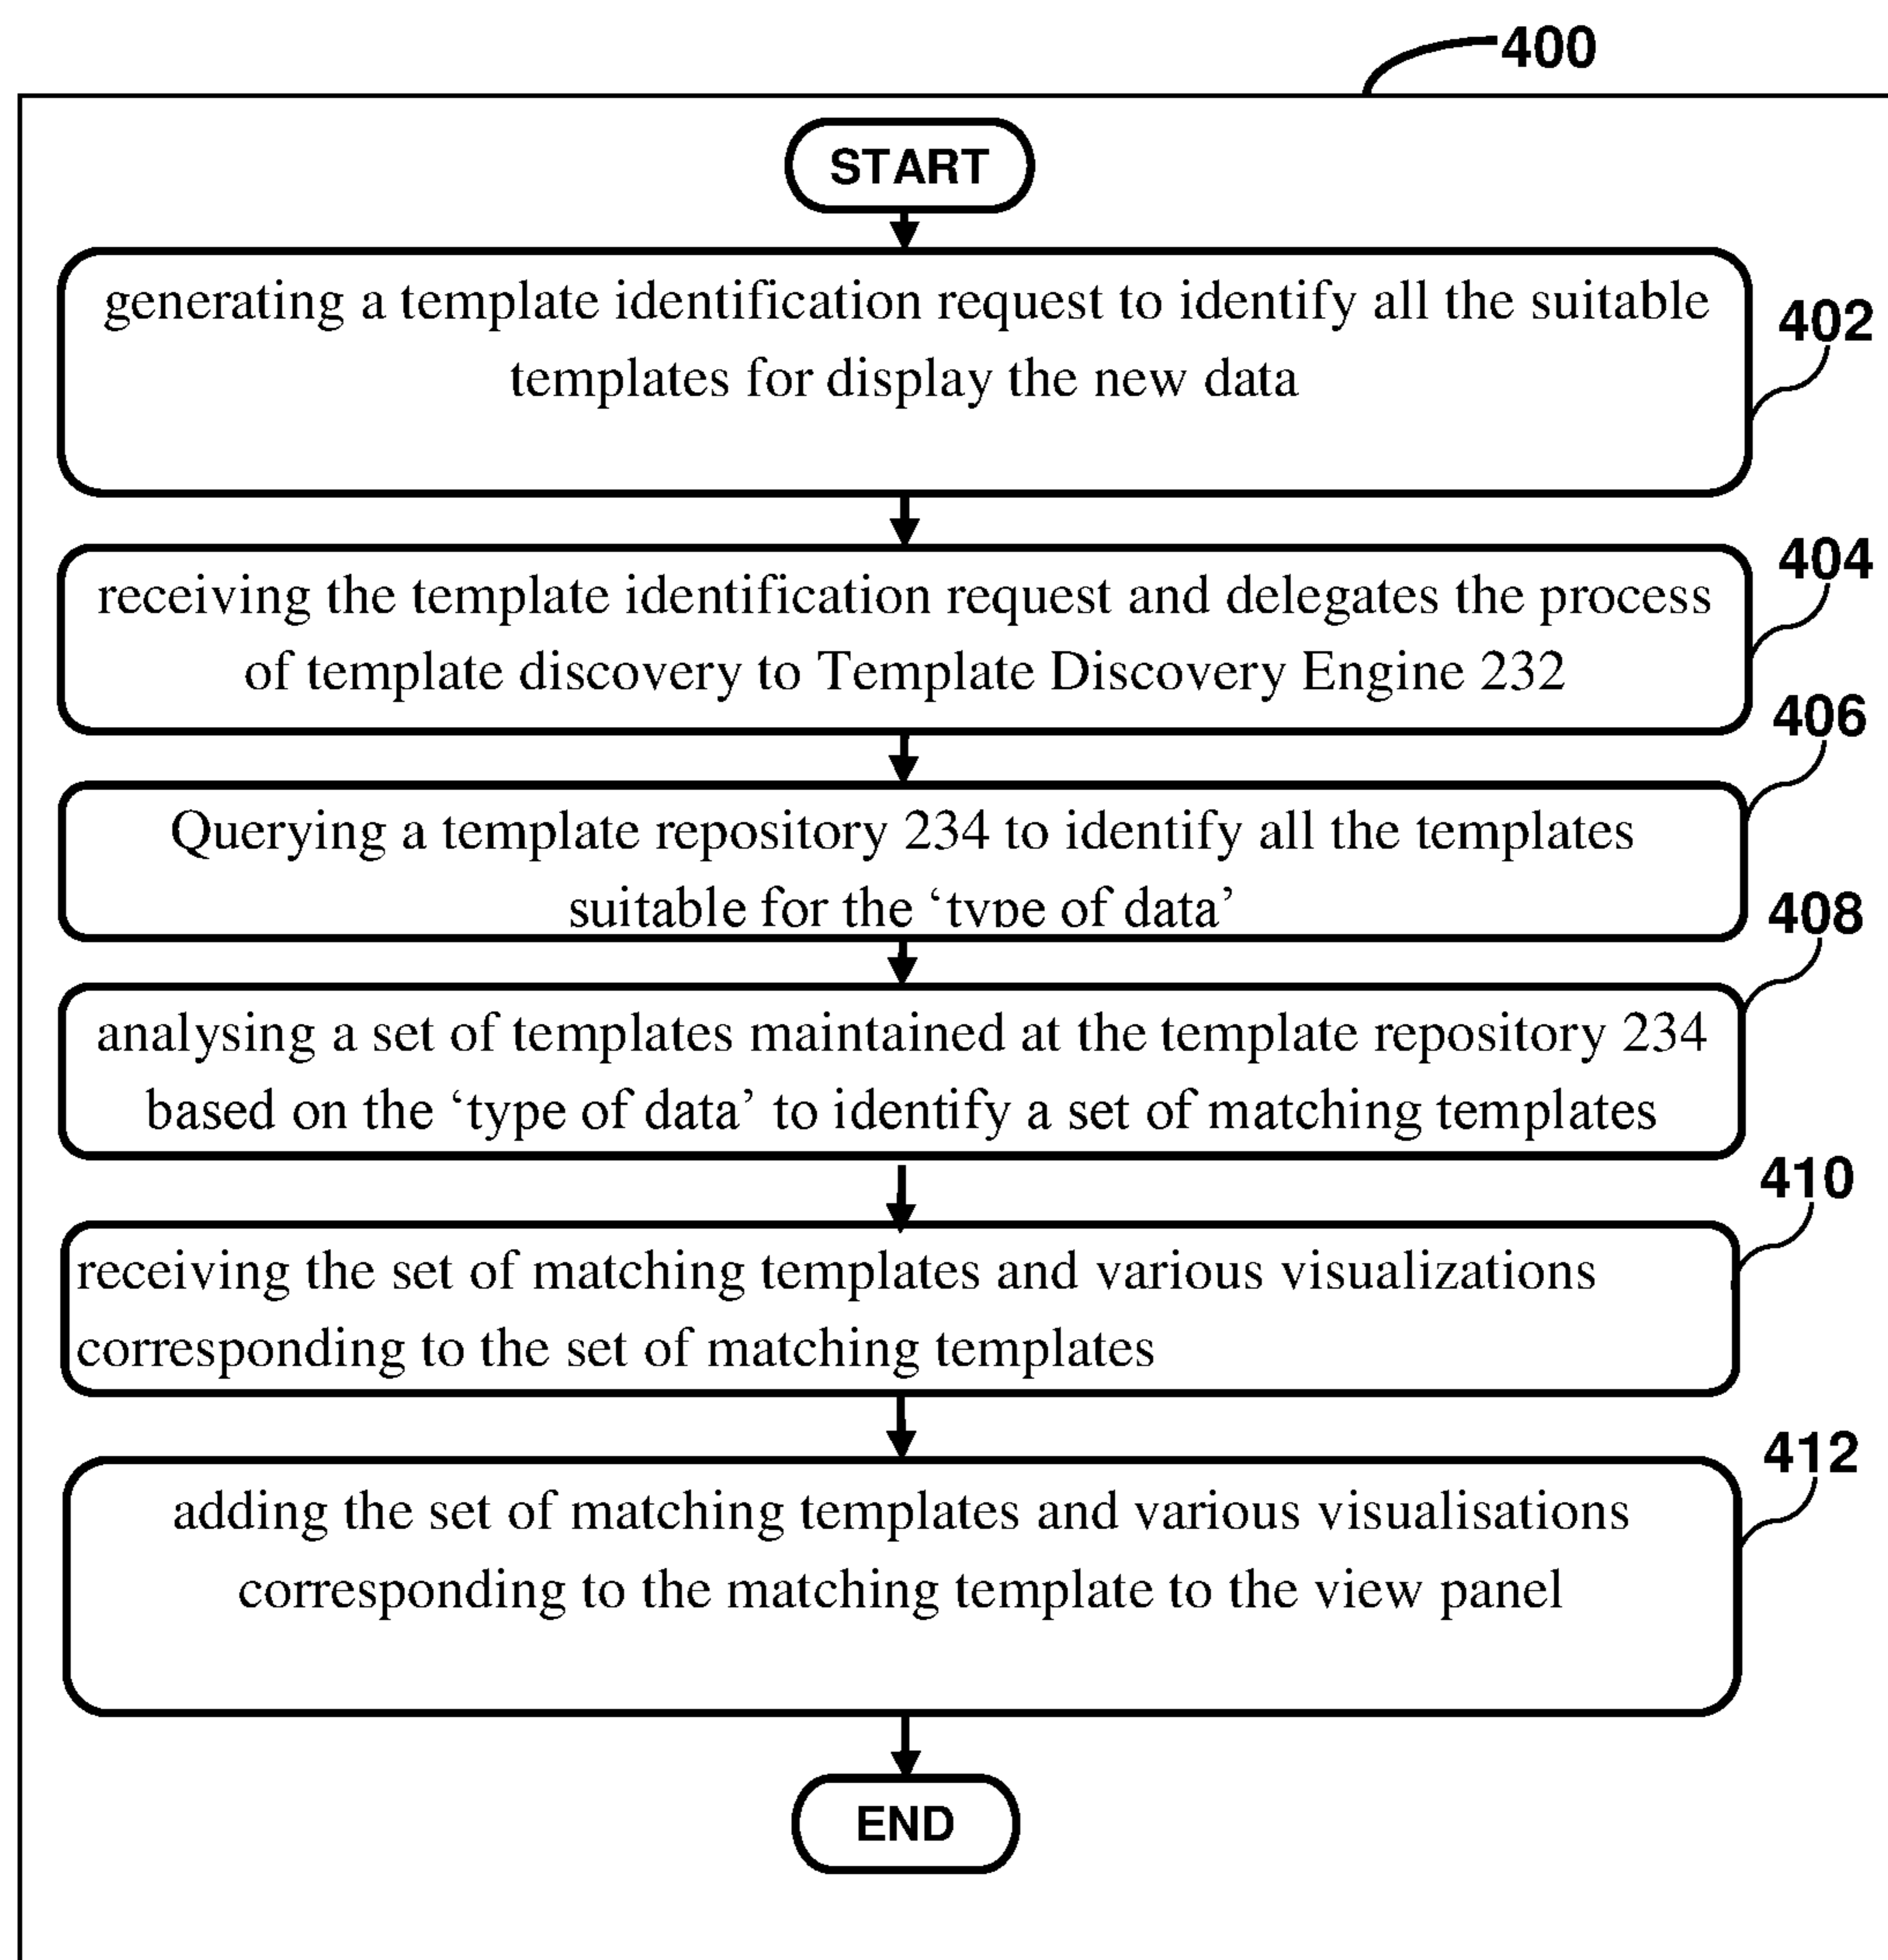 400
START
generating a template identification request to identify all the suitable
templates for display the new data
402
receiving the template identification request and delegates the process
of template discovery to Template Discovery Engine 232
404
Querying a template repository 234 to identify all the templates
suitable for the ‘type of data’
406
analysing a set of templates maintained at the template repository 234
based on the ‘type of data’ to identify a set of matching templates
408
receiving the set of matching templates and various visualizations
corresponding to the set of matching templates
410
adding the set of matching templates and various visualisations
corresponding to the matching template to the view panel
412
END